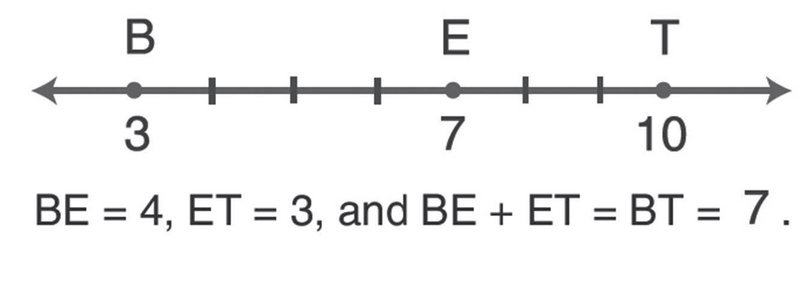 B E T
3 7 10
BE = 4, ET = 3, and BE + ET = BT = 7 .